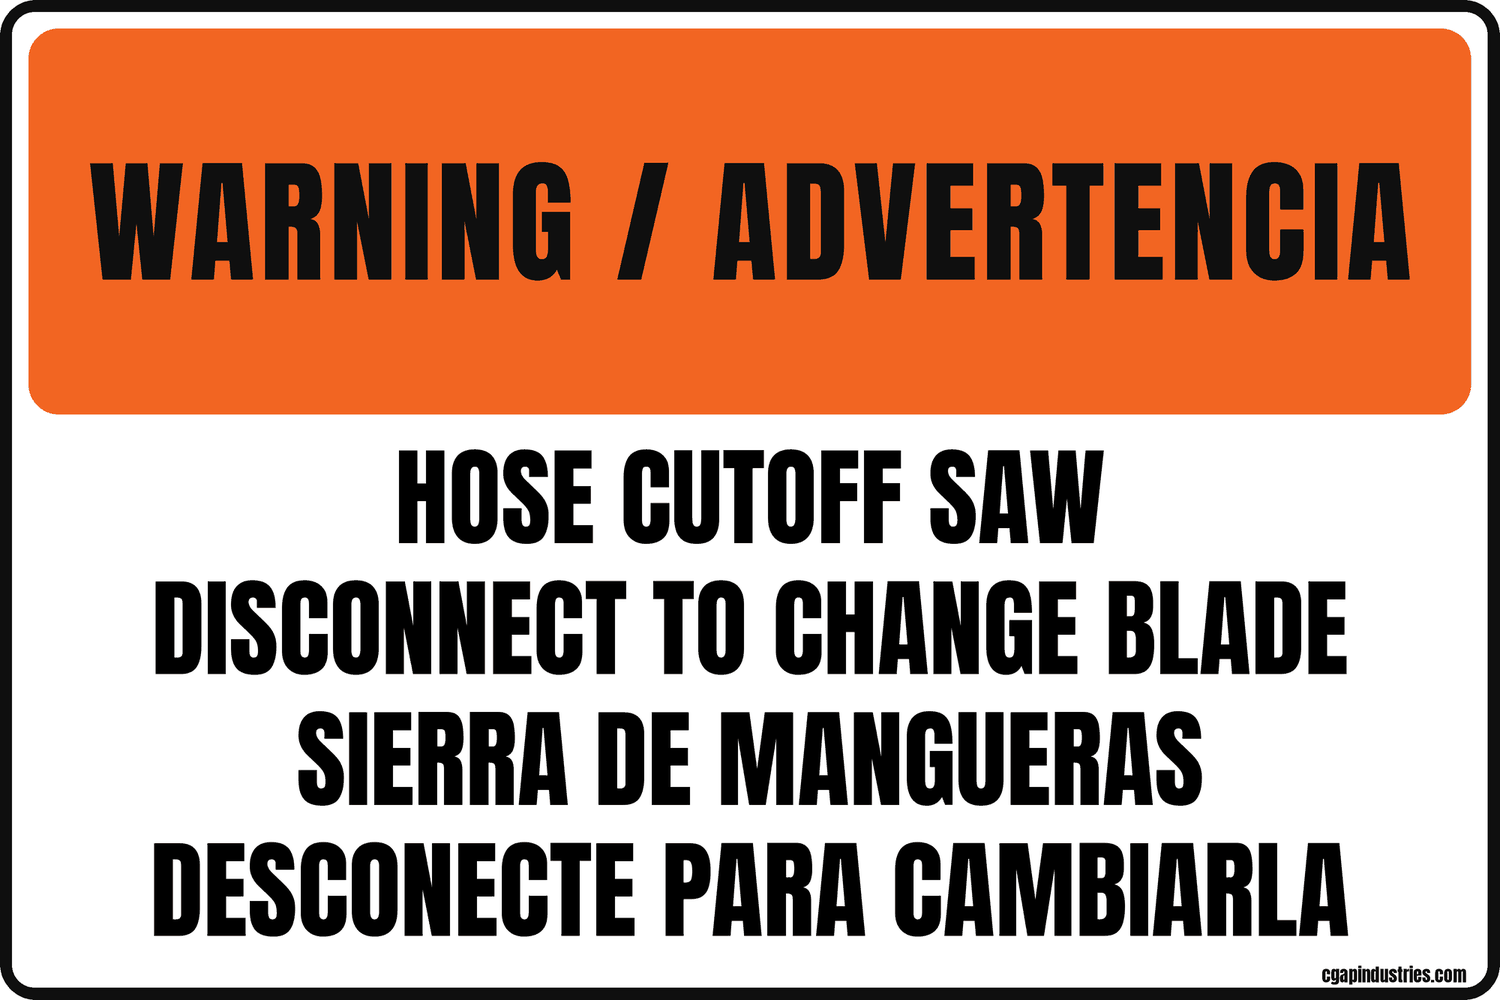 WARNING / ADVERTENCIA
HOSE CUTOFF SAW
DISCONNECT TO CHANGE BLADE
SIERRA DE MANGUERAS
DESCONECTE PARA CAMBIARLA
cgapindustries.com